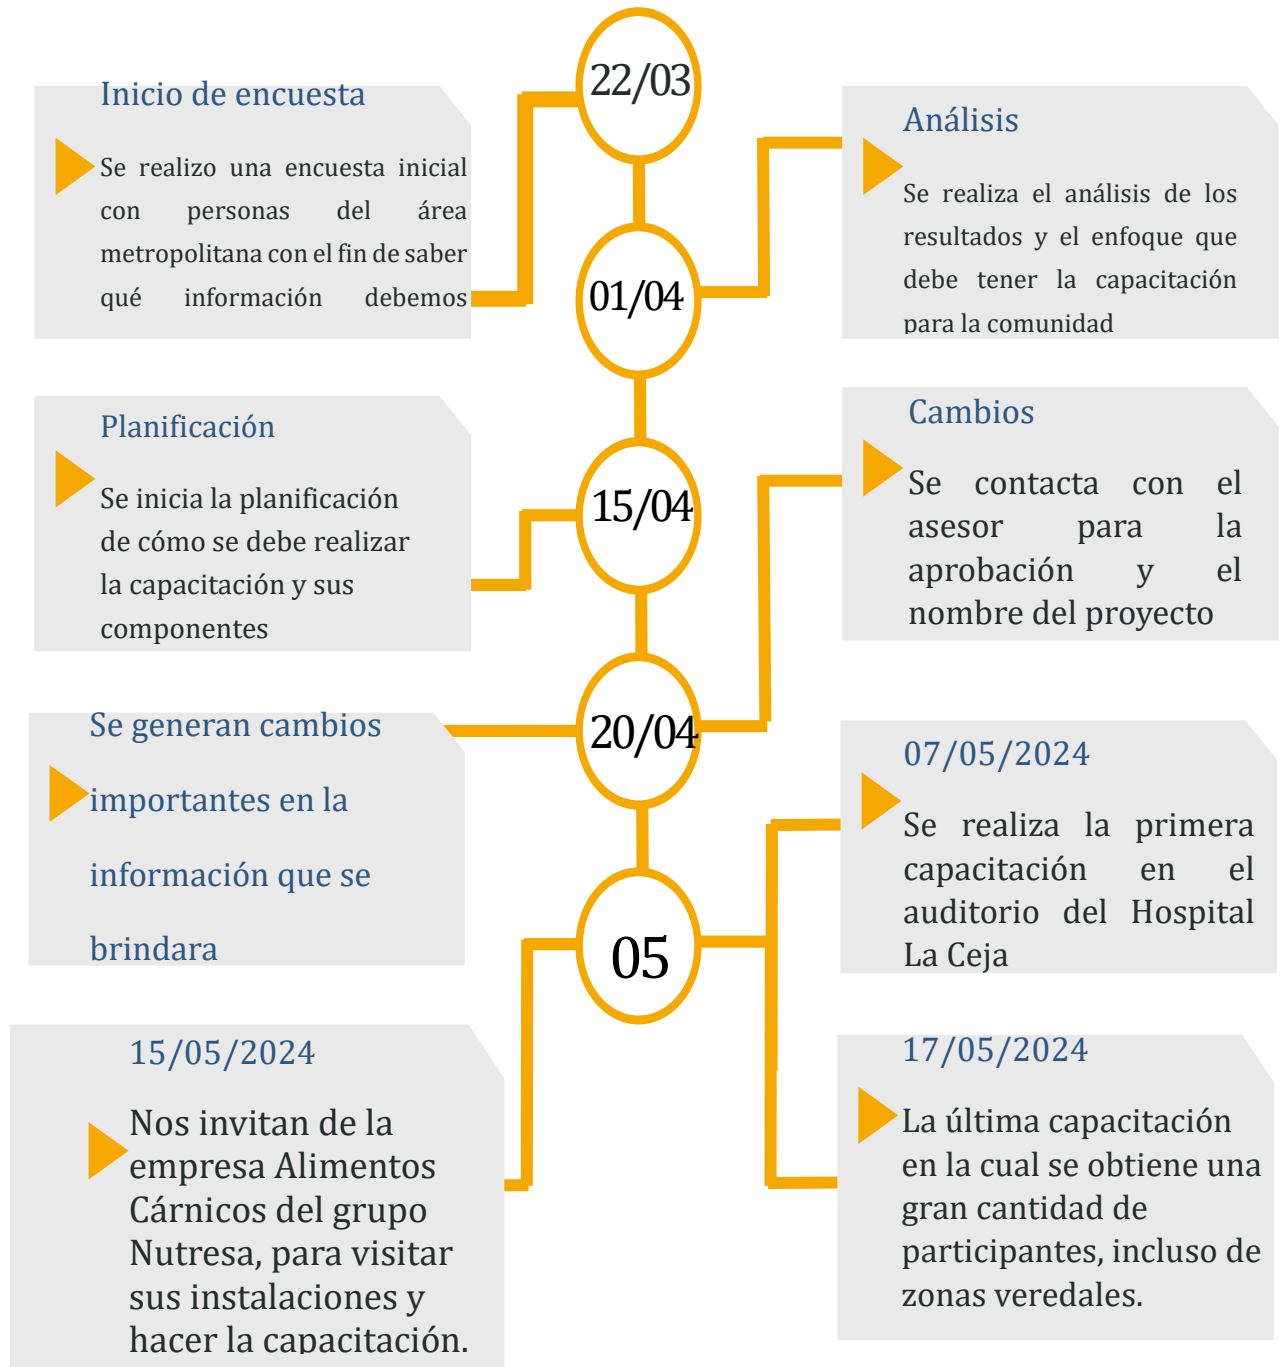 22/03
Inicio de encuesta
Se realizo una encuesta inicial
con personas del área
metropolitana con el fin de saber
qué información debemos
01/04
Análisis
Se realiza el análisis de los
resultados y el enfoque que
debe tener la capacitación
para la comunidad
15/04
Planificación
Se inicia la planificación
de cómo se debe realizar
la capacitación y sus
componentes
20/04
Cambios
Se contacta con el
asesor para la
aprobación y el
nombre del proyecto
Se generan cambios
importantes en la
información que se
brindara
05
07/05/2024
Se realiza la primera
capacitación en el
auditorio del Hospital
La Ceja
15/05/2024
Nos invitan de la
empresa Alimentos
Cárnicos del grupo
Nutresa, para visitar
sus instalaciones y
hacer la capacitación.
17/05/2024
La última capacitación
en la cual se obtiene una
gran cantidad de
participantes, incluso de
zonas veredales.